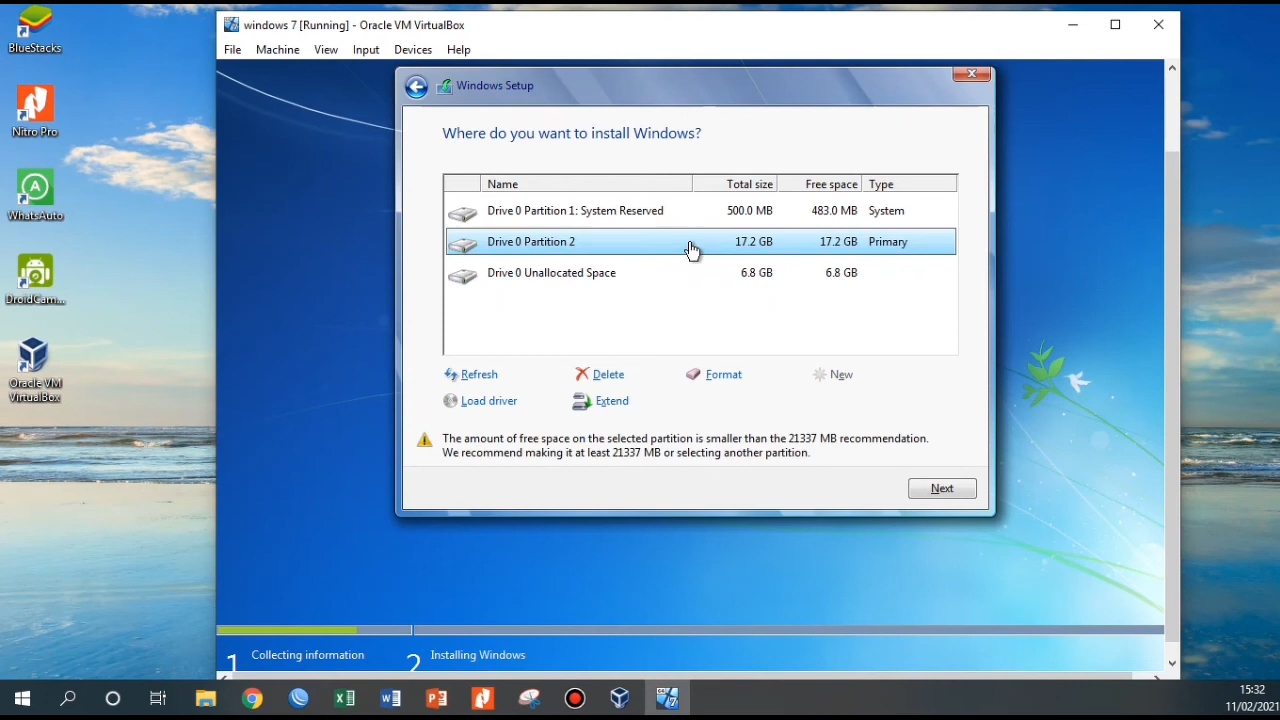 BlueStacks
Nitro Pro
WhatsAuto
DroidCam...
Oracle VM
VirtualBox
windows 7 [Running] - Oracle VM VirtualBox
File Machine View Input Devices Help
Windows Setup
Where do you want to install Windows?
Name Total size Free space Type
Drive 0 Partition 1: System Reserved 500.0 MB 483.0 MB System
Drive 0 Partition 2 17.2 GB 17.2 GB Primary
Drive 0 Unallocated Space 6.8 GB 6.8 GB
Refresh Delete Format New
Load driver Extend
The amount of free space on the selected partition is smaller than the 21337 MB recommendation.
We recommend making it at least 21337 MB or selecting another partition.
Next
1 Collecting information 2 Installing Windows
15:32
11/02/2021